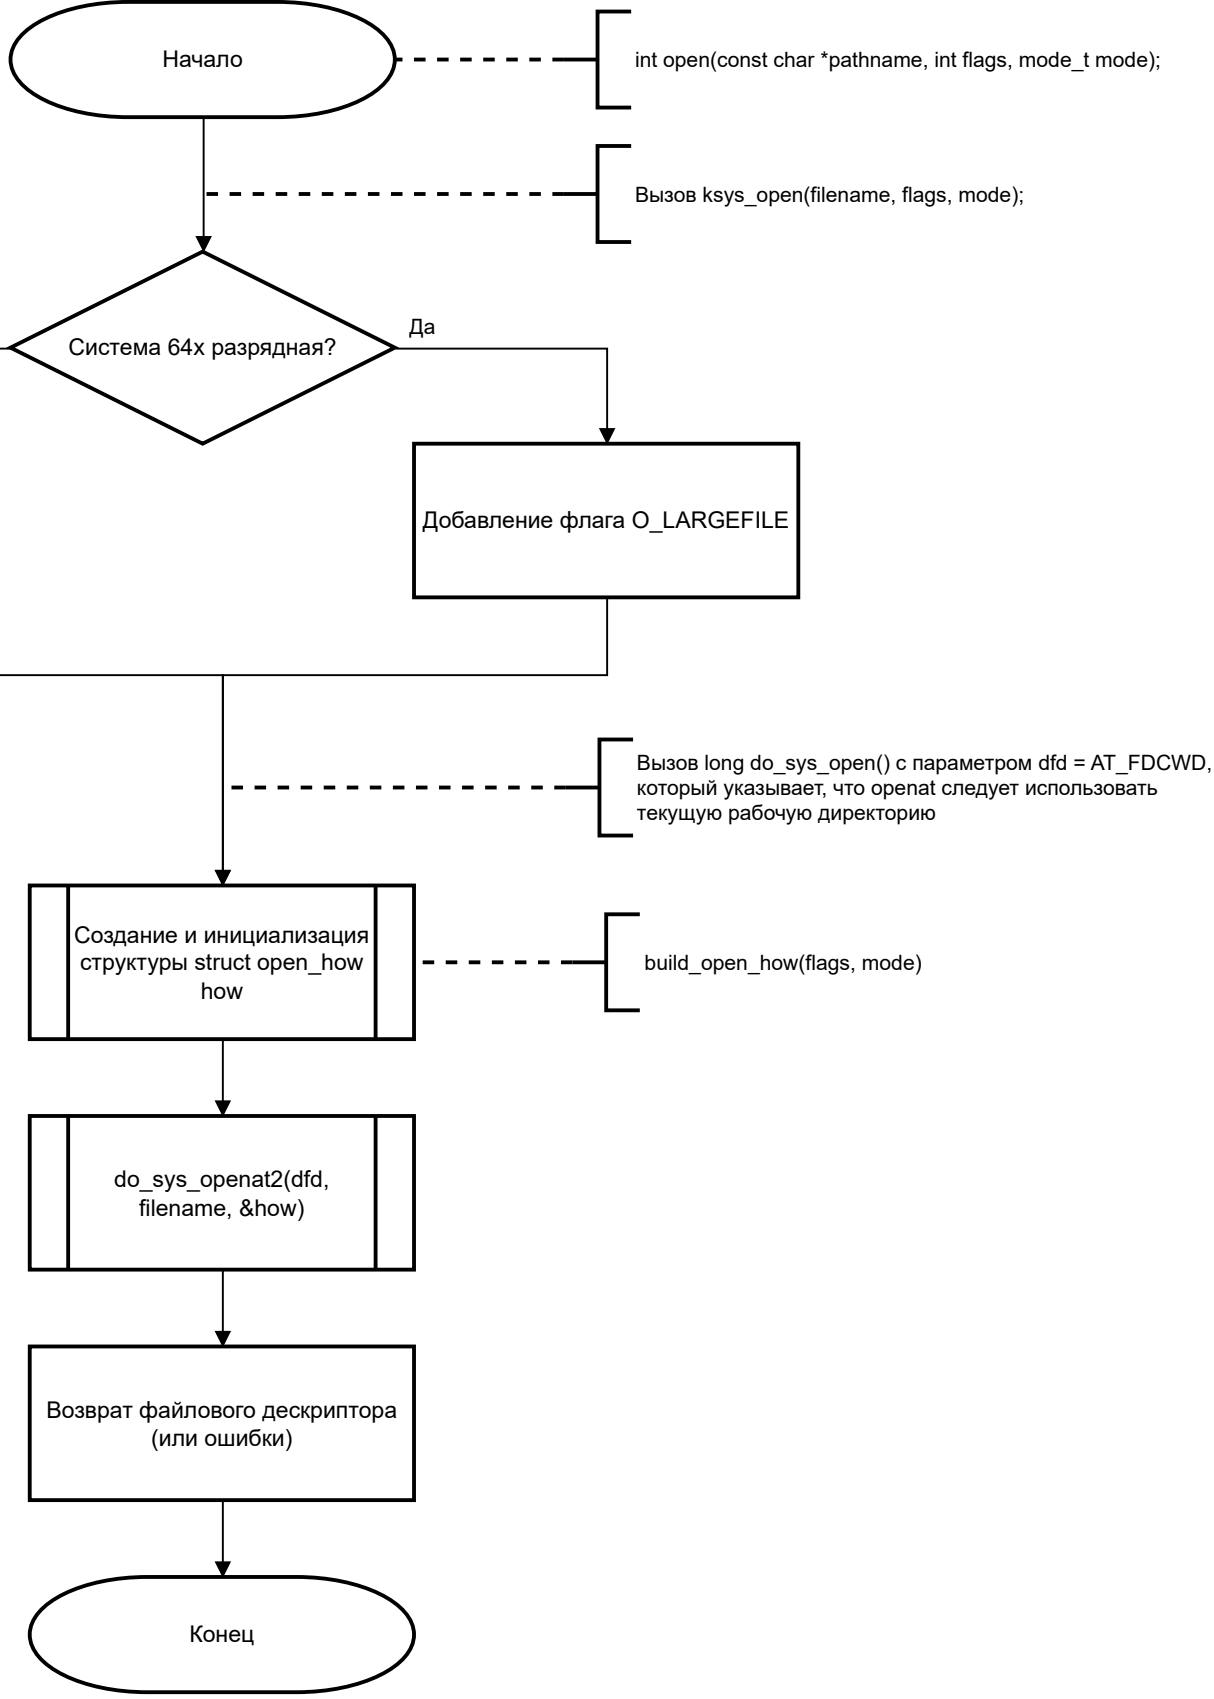 Начало
int open(const char *pathname, int flags, mode_t mode);
Вызов ksys_open(filename, flags, mode);
Система 64х разрядная?
Да
Добавление флага O_LARGEFILE
Вызов long do_sys_open() с параметром dfd = AT_FDCWD,
который указывает, что openat следует использовать
текущую рабочую директорию
Создание и инициализация
структуры struct open_how
how
build_open_how(flags, mode)
do_sys_openat2(dfd,
filename, &how)
Возврат файлового дескриптора
(или ошибки)
Конец